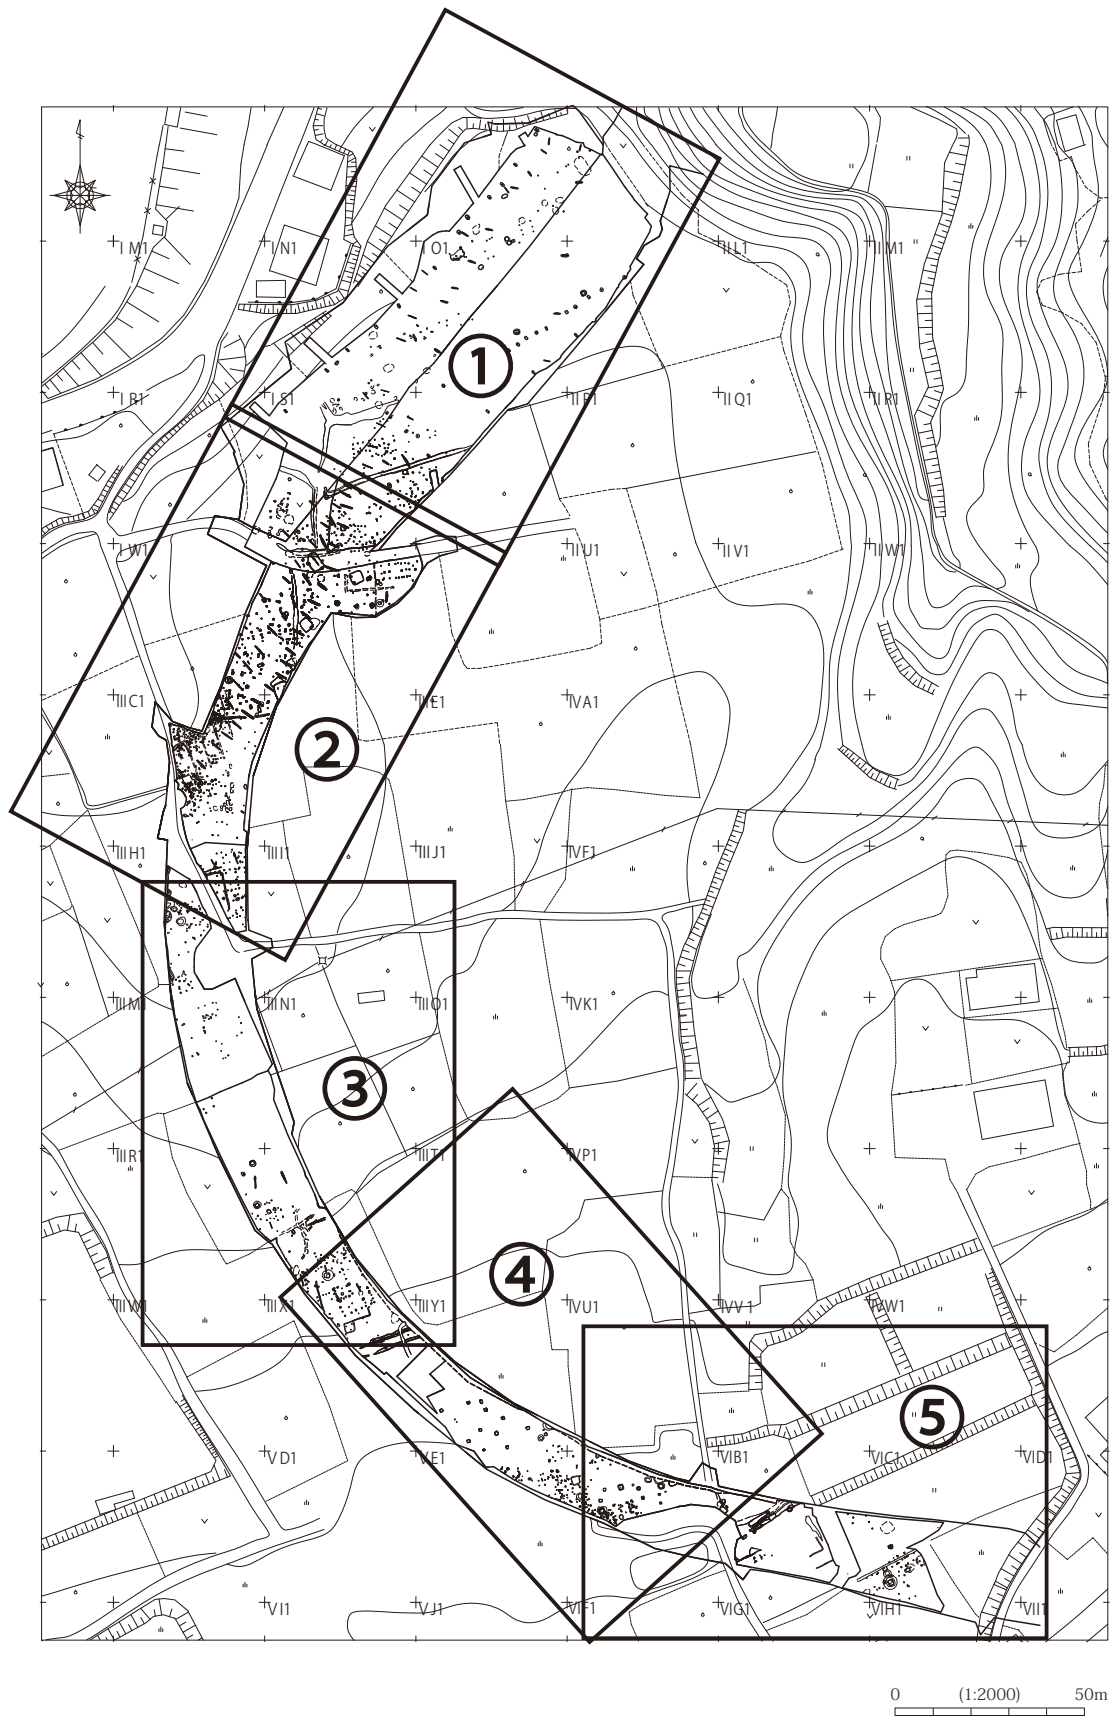 I M1 I N1 I O1 II L1 II M1
①
I R1 I S1 II P1 II Q1 II R1
I W1 II U1 II V1 II W1
III C1 III E1 IV A1
②
III H1 III I1 III J1 IV F1
III M1 III N1 III O1 IV K1
③
III R1 III T1 IV P1
④
III W1 III X1 III Y1 IV U1 IV V1 IV W1
⑤
V D1 V E1 VI B1 VI C1 VI D1
V I1 V J1 VI F1 VI G1 VI H1 VI I1
0 (1:2000) 50m